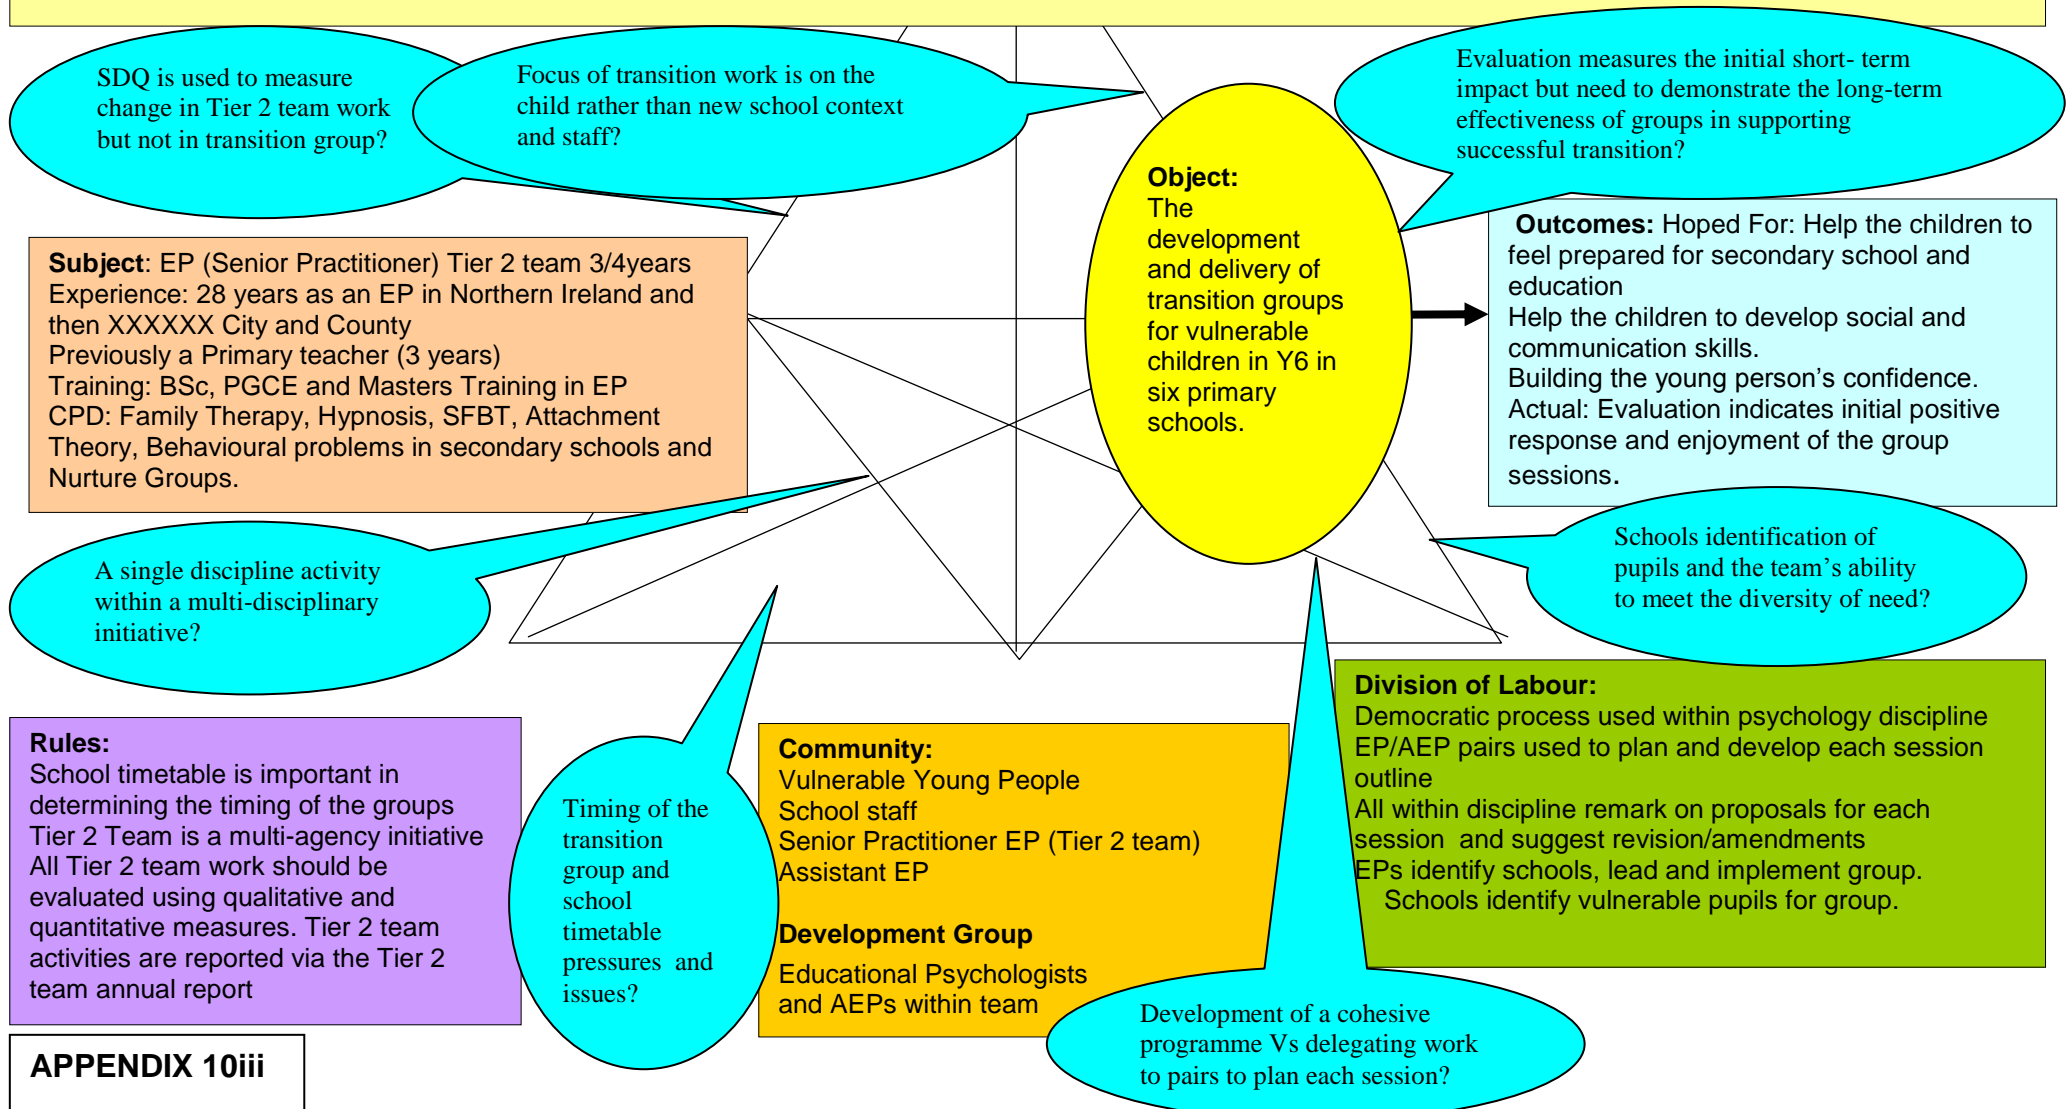 SDQ is used to measure
change in Tier 2 team work
but not in transition group?
Focus of transition work is on the
child rather than new school context
and staff?
Evaluation measures the initial short- term
impact but need to demonstrate the long-term
effectiveness of groups in supporting
successful transition?
Subject: EP (Senior Practitioner) Tier 2 team 3/4years
Experience: 28 years as an EP in Northern Ireland and
then XXXXXX City and County
Previously a Primary teacher (3 years)
Training: BSc, PGCE and Masters Training in EP
CPD: Family Therapy, Hypnosis, SFBT, Attachment
Theory, Behavioural problems in secondary schools and
Nurture Groups.
Object:
The
development
and delivery of
transition groups
for vulnerable
children in Y6 in
six primary
schools.
Outcomes: Hoped For: Help the children to
feel prepared for secondary school and
education
Help the children to develop social and
communication skills.
Building the young person's confidence.
Actual: Evaluation indicates initial positive
response and enjoyment of the group
sessions.
A single discipline activity
within a multi-disciplinary
initiative?
Schools identification of
pupils and the team's ability
to meet the diversity of need?
Rules:
School timetable is important in
determining the timing of the groups
Tier 2 Team is a multi-agency initiative
All Tier 2 team work should be
evaluated using qualitative and
quantitative measures. Tier 2 team
activities are reported via the Tier 2
team annual report
Timing of the
transition
group and
school
timetable
pressures and
issues?
Community:
Vulnerable Young People
School staff
Senior Practitioner EP (Tier 2 team)
Assistant EP
Development Group
Educational Psychologists
and AEPs within team
Division of Labour:
Democratic process used within psychology discipline
EP/AEP pairs used to plan and develop each session
outline
All within discipline remark on proposals for each
session and suggest revision/amendments
EPs identify schools, lead and implement group.
Schools identify vulnerable pupils for group.
Development of a cohesive
programme Vs delegating work
to pairs to plan each session?
APPENDIX 10iii